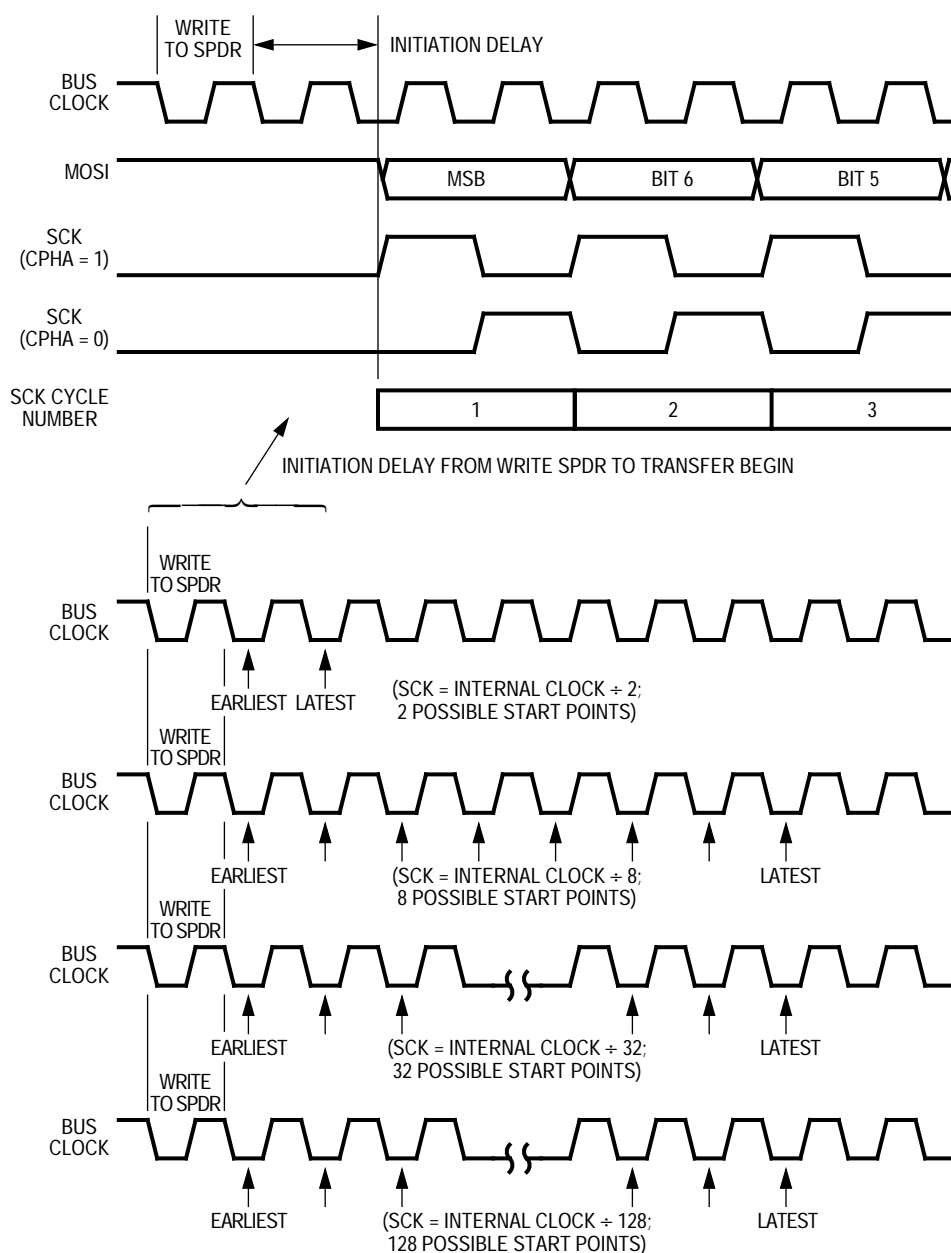 WRITE
TO SPDR
INITIATION DELAY
BUS
CLOCK
MOSI
MSB
BIT 6
BIT 5
SCK
(CPHA = 1)
SCK
(CPHA = 0)
SCK CYCLE
NUMBER
1
2
3
INITIATION DELAY FROM WRITE SPDR TO TRANSFER BEGIN
WRITE
TO SPDR
BUS
CLOCK
EARLIEST
LATEST
(SCK = INTERNAL CLOCK ÷ 2;
2 POSSIBLE START POINTS)
WRITE
TO SPDR
BUS
CLOCK
EARLIEST
(SCK = INTERNAL CLOCK ÷ 8;
8 POSSIBLE START POINTS)
LATEST
WRITE
TO SPDR
BUS
CLOCK
EARLIEST
(SCK = INTERNAL CLOCK ÷ 32;
32 POSSIBLE START POINTS)
LATEST
WRITE
TO SPDR
BUS
CLOCK
EARLIEST
(SCK = INTERNAL CLOCK ÷ 128;
128 POSSIBLE START POINTS)
LATEST